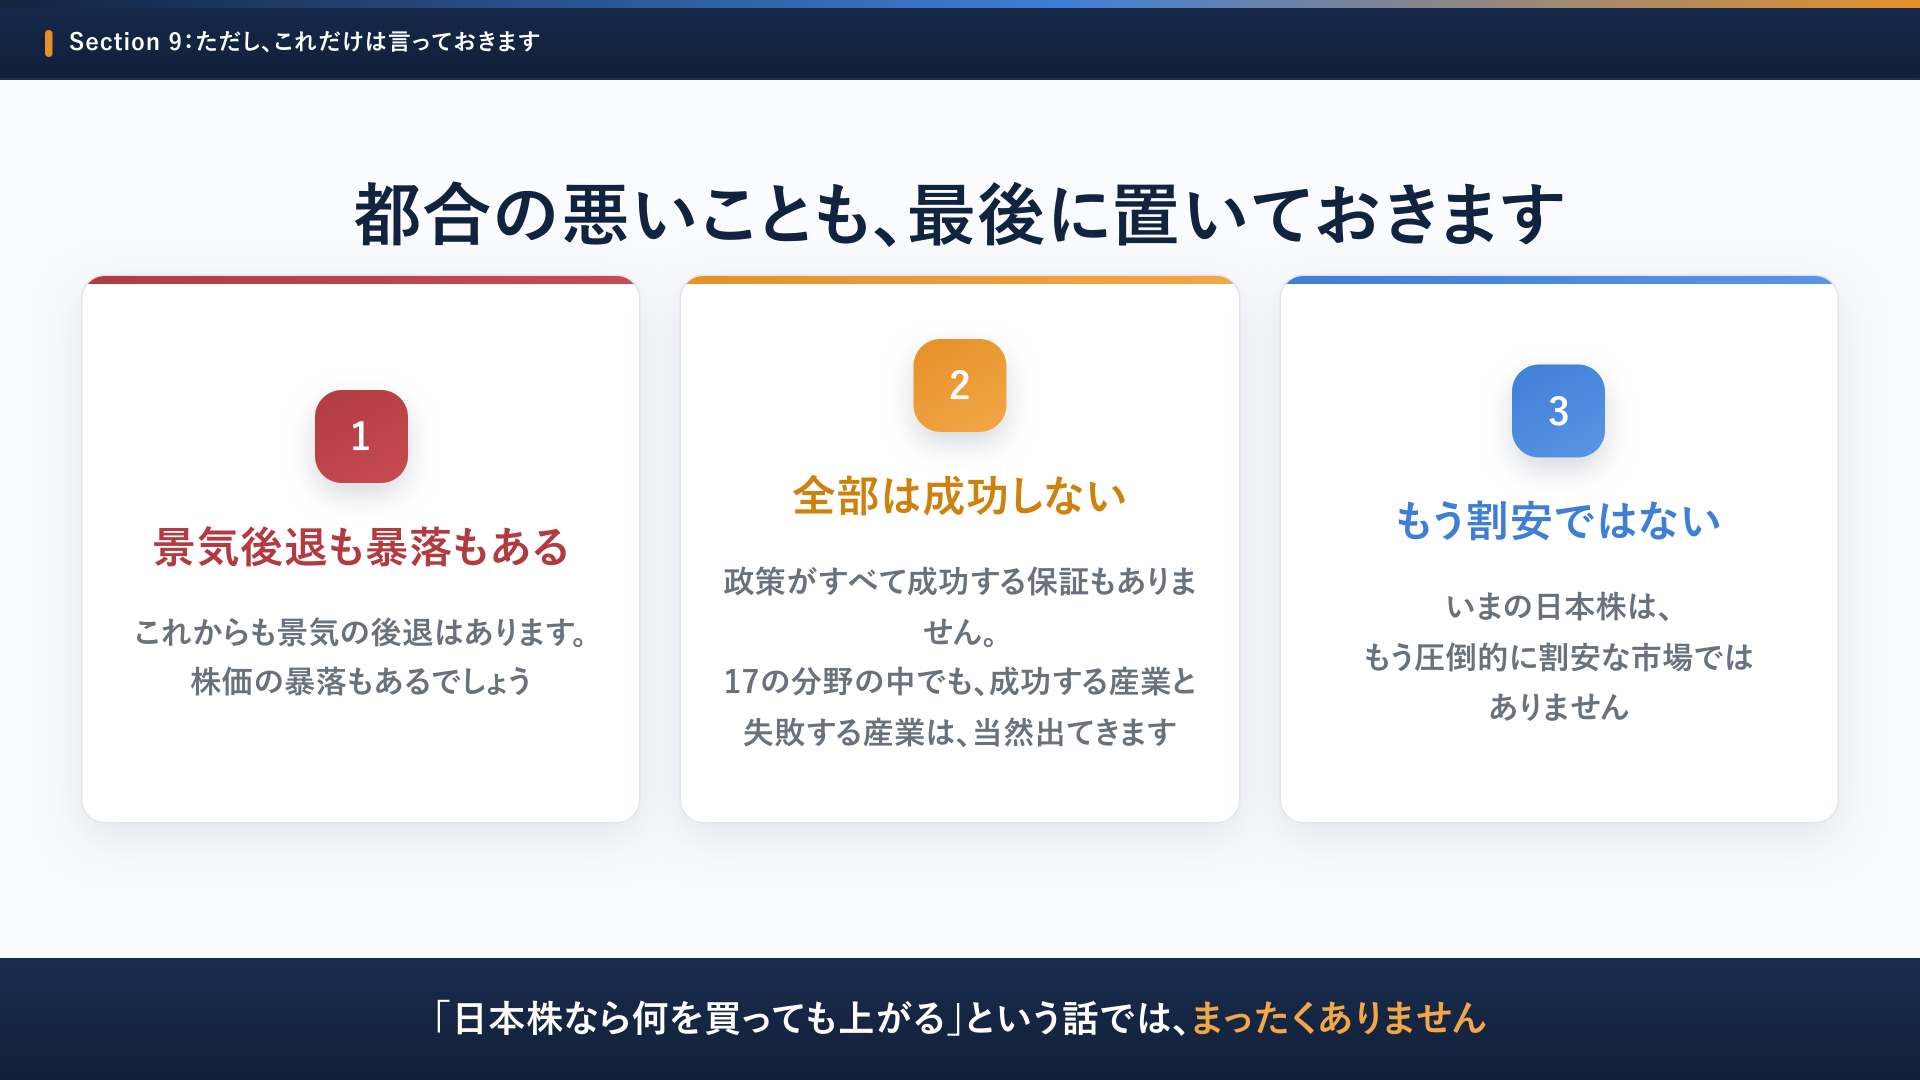 Section 9：ただし、これだけは言っておきます
都合の悪いことも、最後に置いておきます
1
景気後退も暴落もある
これからも景気の後退はあります。
株価の暴落もあるでしょう
2
全部は成功しない
政策がすべて成功する保証もありま
せん。
17の分野の中でも、成功する産業と
失敗する産業は、当然出てきます
3
もう割安ではない
いまの日本株は、
もう圧倒的に割安な市場では
ありません
「日本株なら何を買っても上がる」という話では、まったくありません